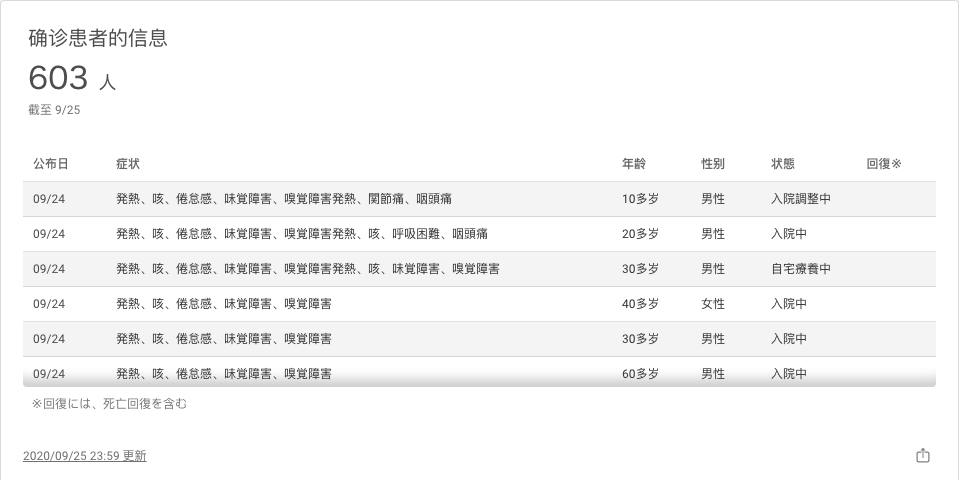 确诊患者的信息
603 人
截至 9/25
公布日 症状 年龄 性别 状態 回復※
09/24 発熱、咳、倦怠感、味覚障害、嗅覚障害発熱、関節痛、咽頭痛 10多岁 男性 入院調整中
09/24 発熱、咳、倦怠感、味覚障害、嗅覚障害発熱、咳、呼吸困難、咽頭痛 20多岁 男性 入院中
09/24 発熱、咳、倦怠感、味覚障害、嗅覚障害発熱、咳、味覚障害、嗅覚障害 30多岁 男性 自宅療養中
09/24 発熱、咳、倦怠感、味覚障害、嗅覚障害 40多岁 女性 入院中
09/24 発熱、咳、倦怠感、味覚障害、嗅覚障害 30多岁 男性 入院中
09/24 発熱、咳、倦怠感、味覚障害、嗅覚障害 60多岁 男性 入院中
※回復には、死亡回復を含む
2020/09/25 23:59 更新